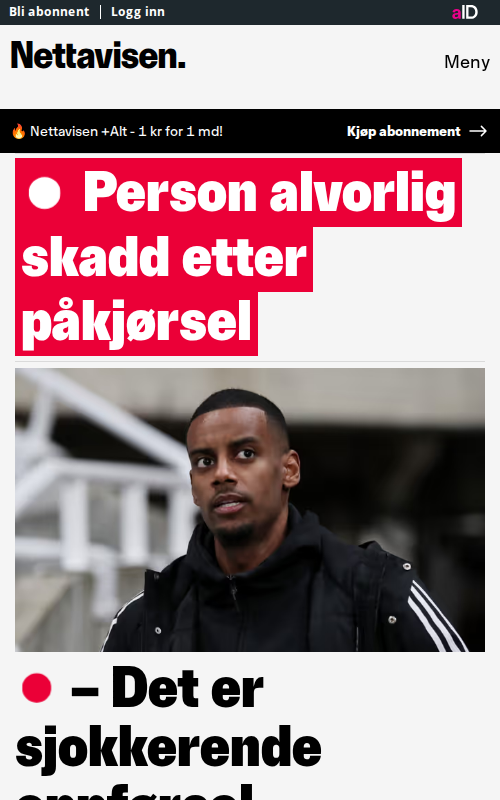 Bli abonnent | Logg inn
aID
Nettavisen.
Meny
🔥 Nettavisen +Alt - 1 kr for 1 md!
Kjøp abonnement →
Person alvorlig
skadd etter
påkjørsel
– Det er
sjokkerende